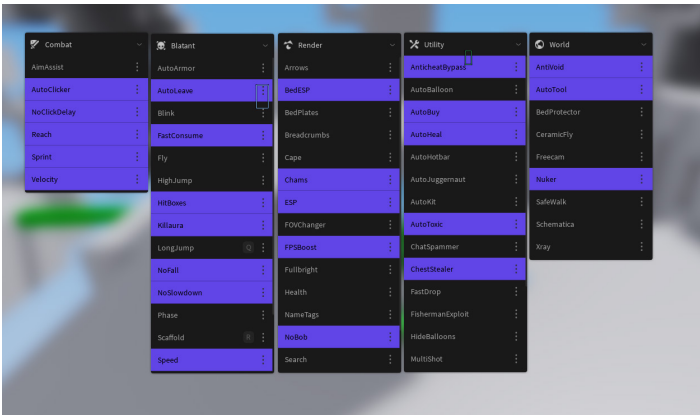 Combat
AimAssist
AutoClicker
NoClickDelay
Reach
Sprint
Velocity
Blatant
AutoArmor
AutoLeave
Blink
FastConsume
Fly
HighJump
HitBoxes
Killaura
LongJump Q
NoFall
NoSlowdown
Phase
Scaffold R
Speed
Render
Arrows
BedESP
BedPlates
Breadcrumbs
Cape
Chams
ESP
FOVChanger
FPSBoost
Fullbright
Health
NameTags
NoBob
Search
Utility
AnticheatBypass
AutoBalloon
AutoBuy
AutoHeal
AutoHotbar
AutoJuggernaut
AutoKit
AutoToxic
ChatSpammer
ChestStealer
FastDrop
FishermanExploit
HideBalloons
MultiShot
World
AntiVoid
AutoTool
BedProtector
CeramicFly
Freecam
Nuker
SafeWalk
Schematica
Xray